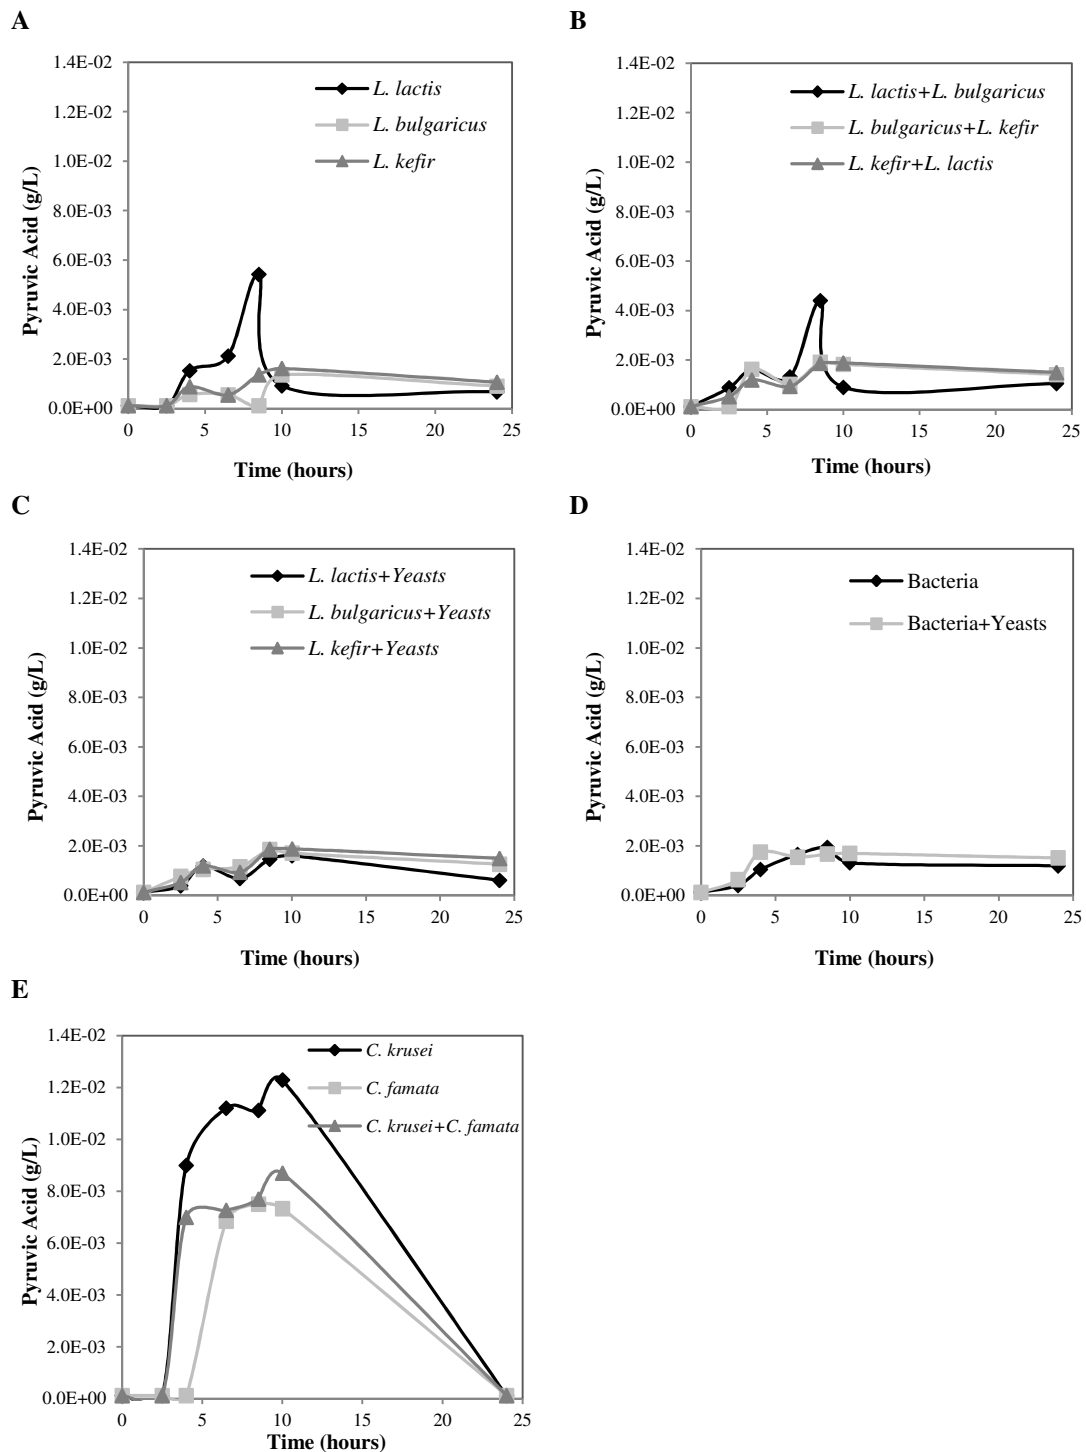 A
1.4E-02
1.2E-02
1.0E-02
8.0E-03
6.0E-03
4.0E-03
2.0E-03
0.0E+00
Pyruvic Acid (g/L)
L. lactis
L. bulgaricus
L. kefir
0 5 10 15 20 25
Time (hours)
B
1.4E-02
1.2E-02
1.0E-02
8.0E-03
6.0E-03
4.0E-03
2.0E-03
0.0E+00
Pyruvic Acid (g/L)
L. lactis+L. bulgaricus
L. bulgaricus+L. kefir
L. kefir+L. lactis
0 5 10 15 20 25
Time (hours)
C
1.4E-02
1.2E-02
1.0E-02
8.0E-03
6.0E-03
4.0E-03
2.0E-03
0.0E+00
Pyruvic Acid (g/L)
L. lactis+Yeasts
L. bulgaricus+Yeasts
L. kefir+Yeasts
0 5 10 15 20 25
Time (hours)
D
1.4E-02
1.2E-02
1.0E-02
8.0E-03
6.0E-03
4.0E-03
2.0E-03
0.0E+00
Pyruvic Acid (g/L)
Bacteria
Bacteria+Yeasts
0 5 10 15 20 25
Time (hours)
E
1.4E-02
1.2E-02
1.0E-02
8.0E-03
6.0E-03
4.0E-03
2.0E-03
0.0E+00
Pyruvic Acid (g/L)
C. krusei
C. famata
C. krusei+C. famata
0 5 10 15 20 25
Time (hours)